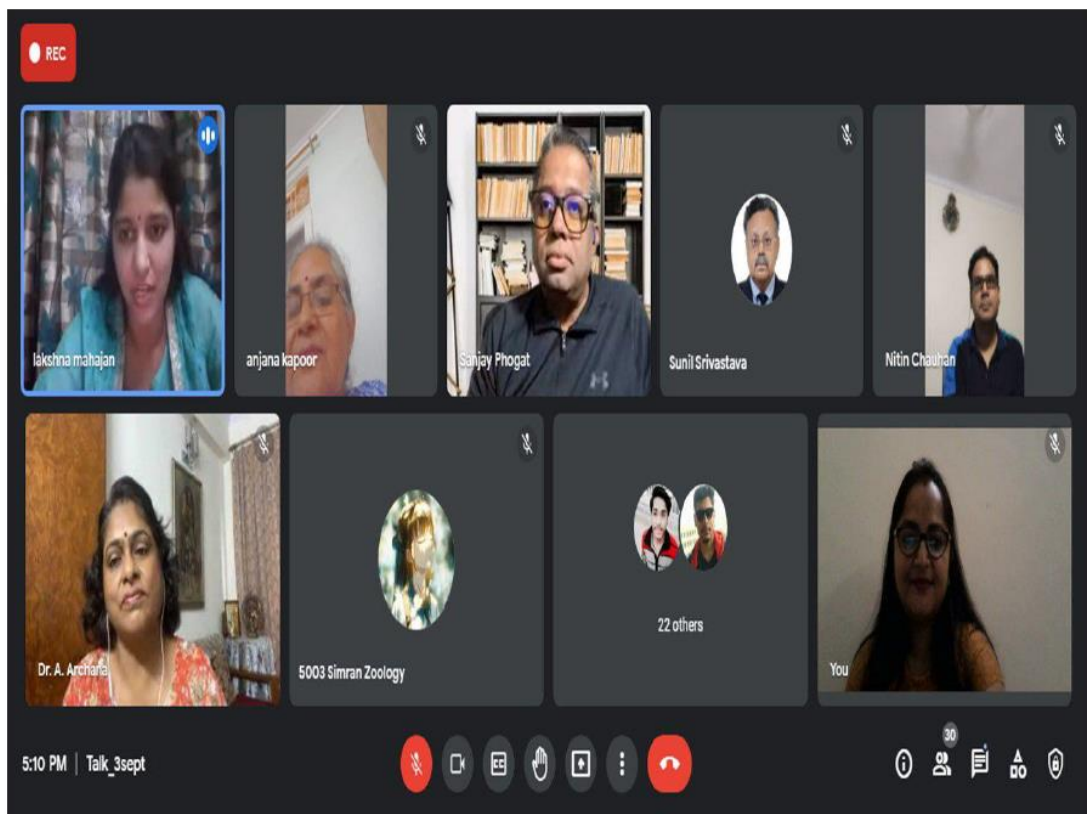 REC
lakshna mahajan
anjana kapoor
Sanjay Phogat
Sunil Srivastava
Nitin Chauhan
Dr. A. Archana
5003 Simran Zoology
22 others
You
5:10 PM | Talk_3sept
CC
30